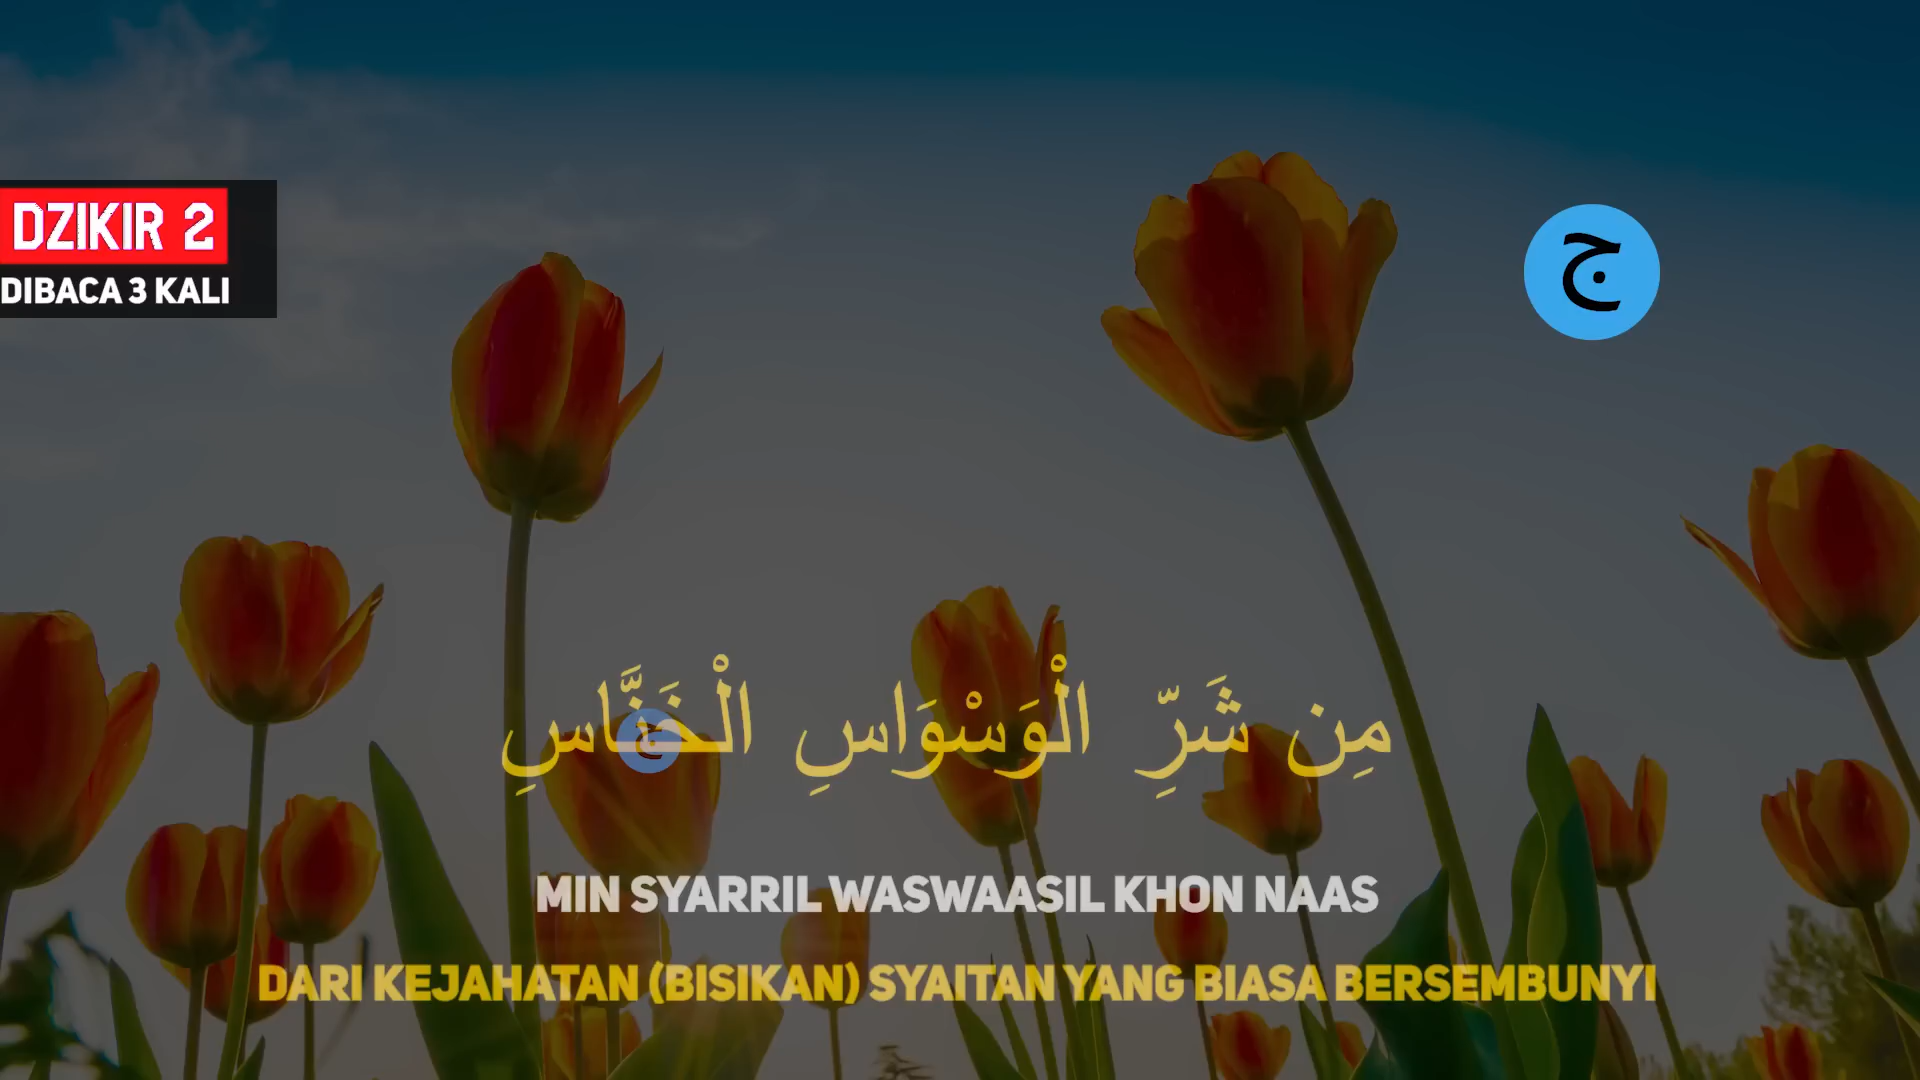 DZIKIR 2
DIBACA 3 KALI
ج
مِن شَرِّ الْوَسْوَاسِ الْخَنَّاسِ
ج
MIN SYARRIL WASWAASIL KHON NAAS
DARI KEJAHATAN (BISIKAN) SYAITAN YANG BIASA BERSEMBUNYI